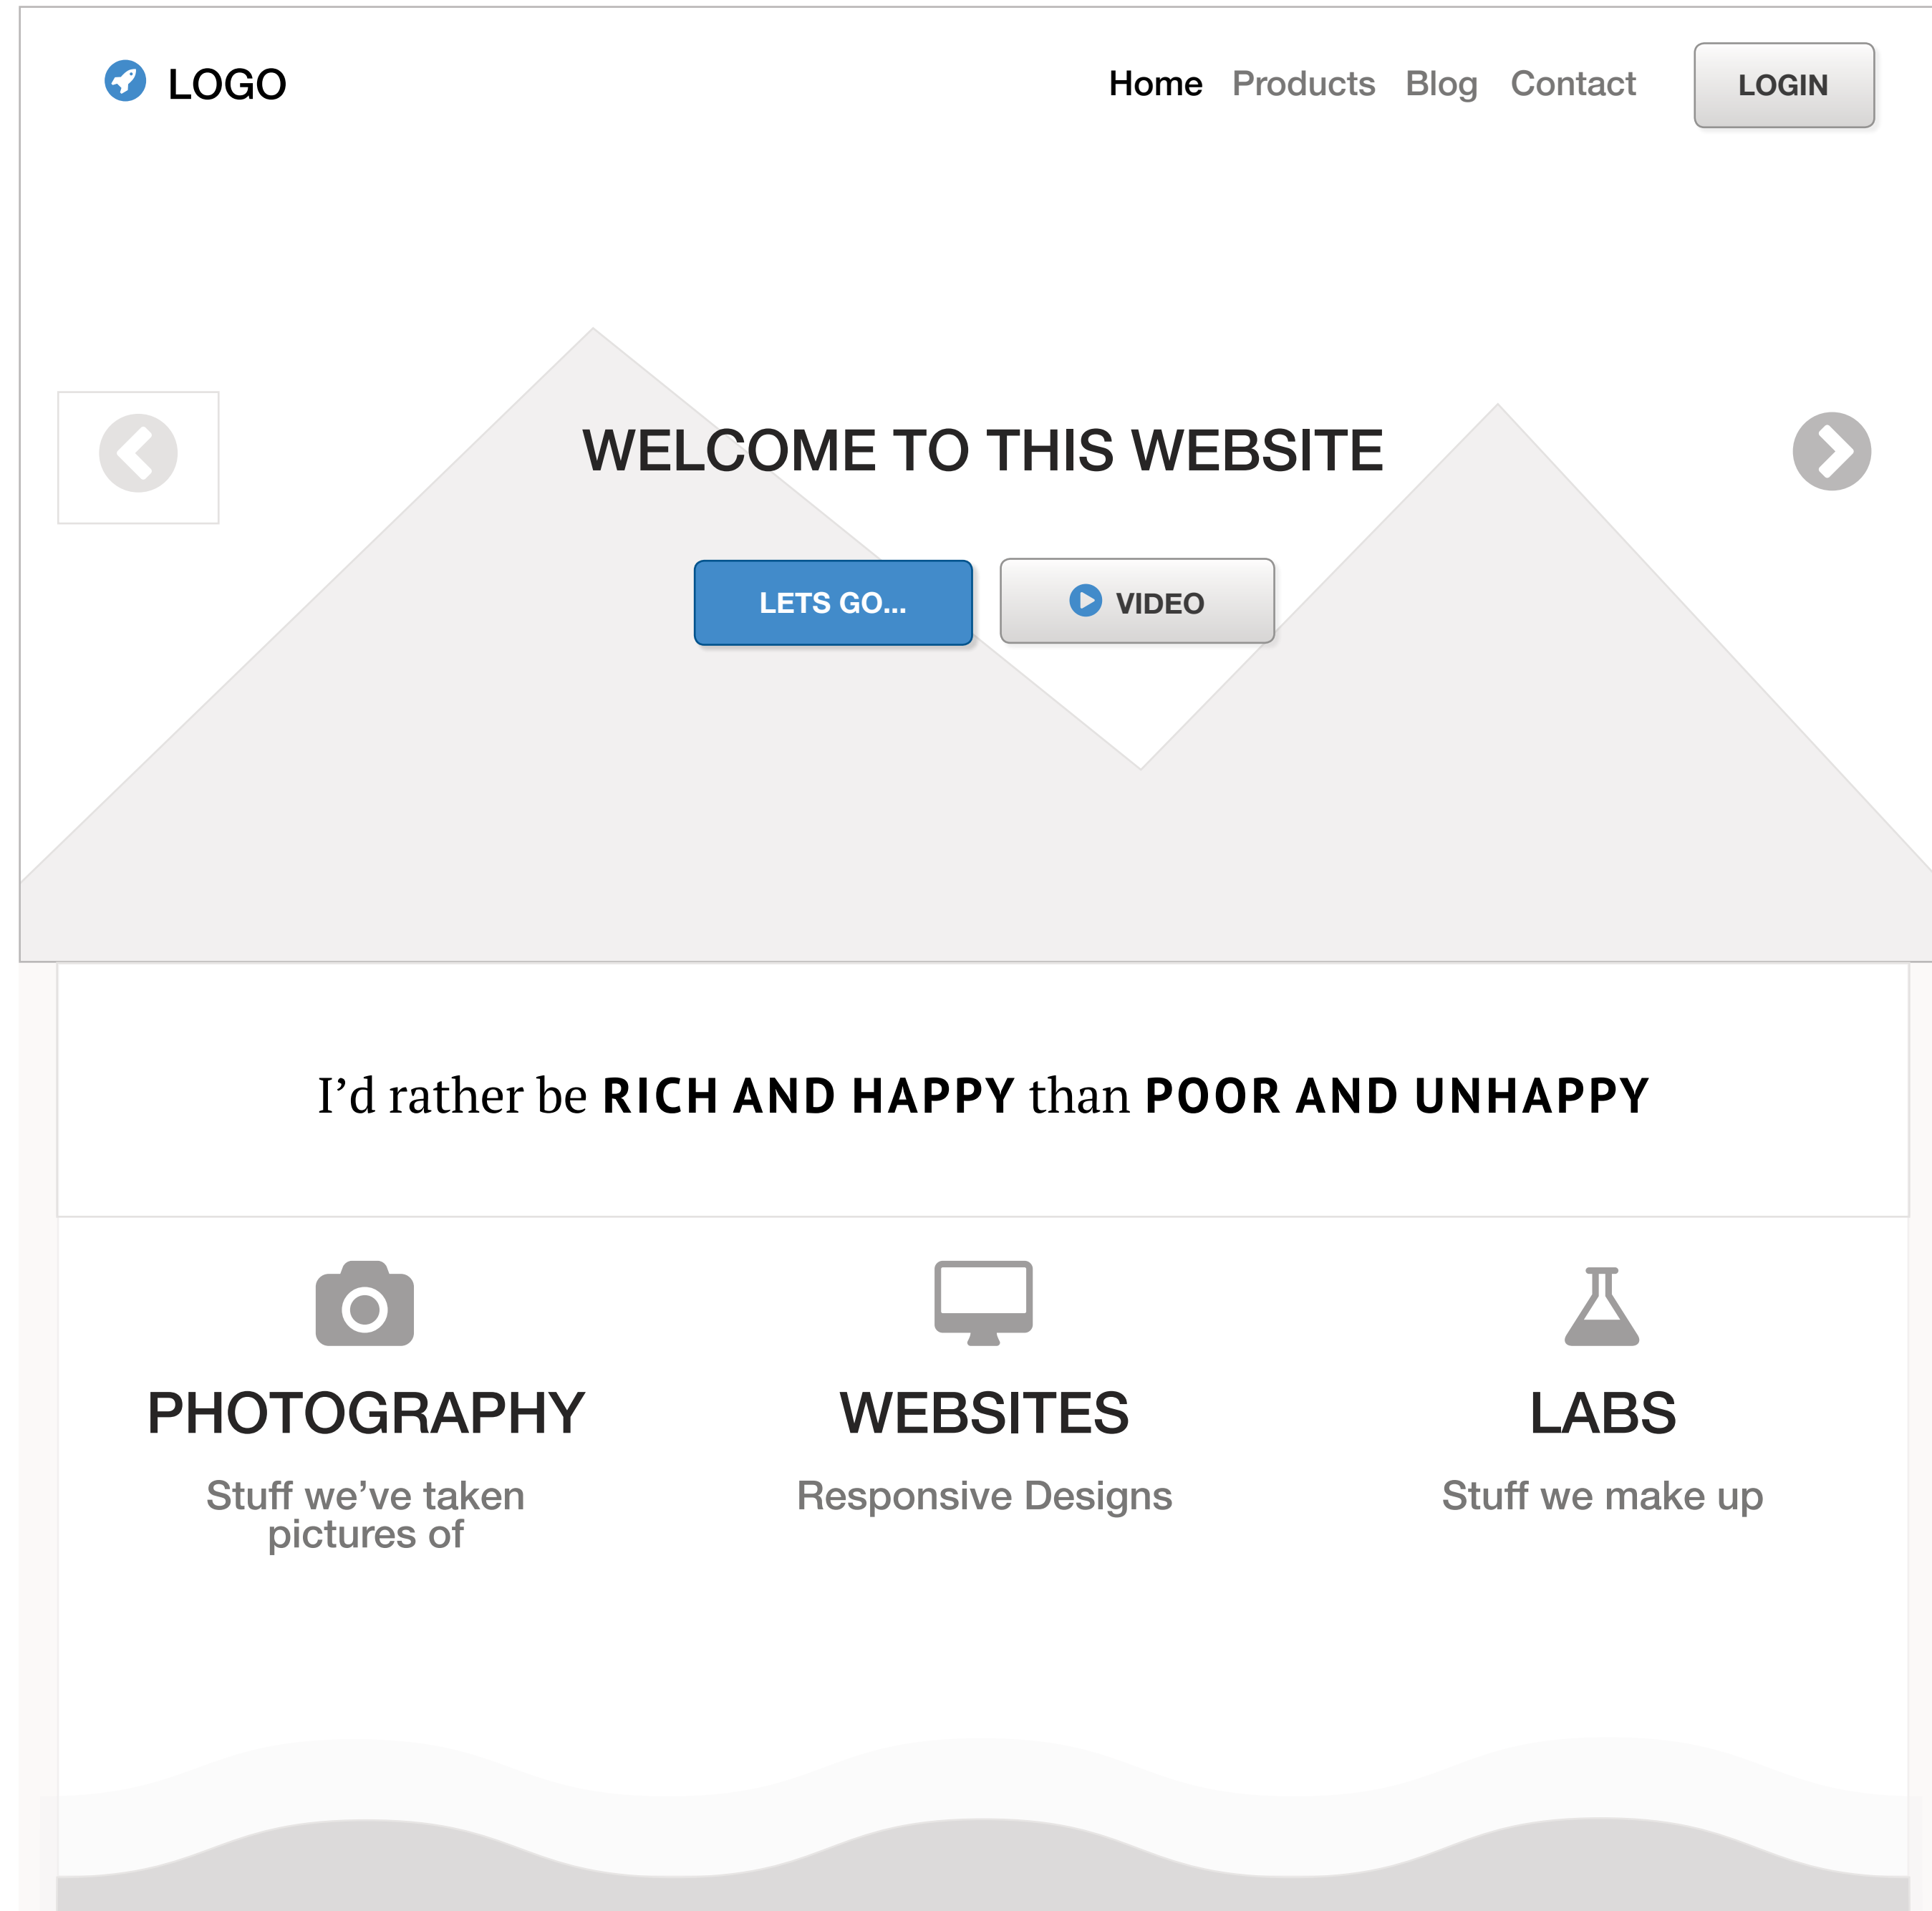 LOGO
Home Products Blog Contact LOGIN
WELCOME TO THIS WEBSITE
LETS GO... VIDEO
I’d rather be RICH AND HAPPY than POOR AND UNHAPPY
PHOTOGRAPHY
Stuff we’ve taken
pictures of
WEBSITES
Responsive Designs
LABS
Stuff we make up